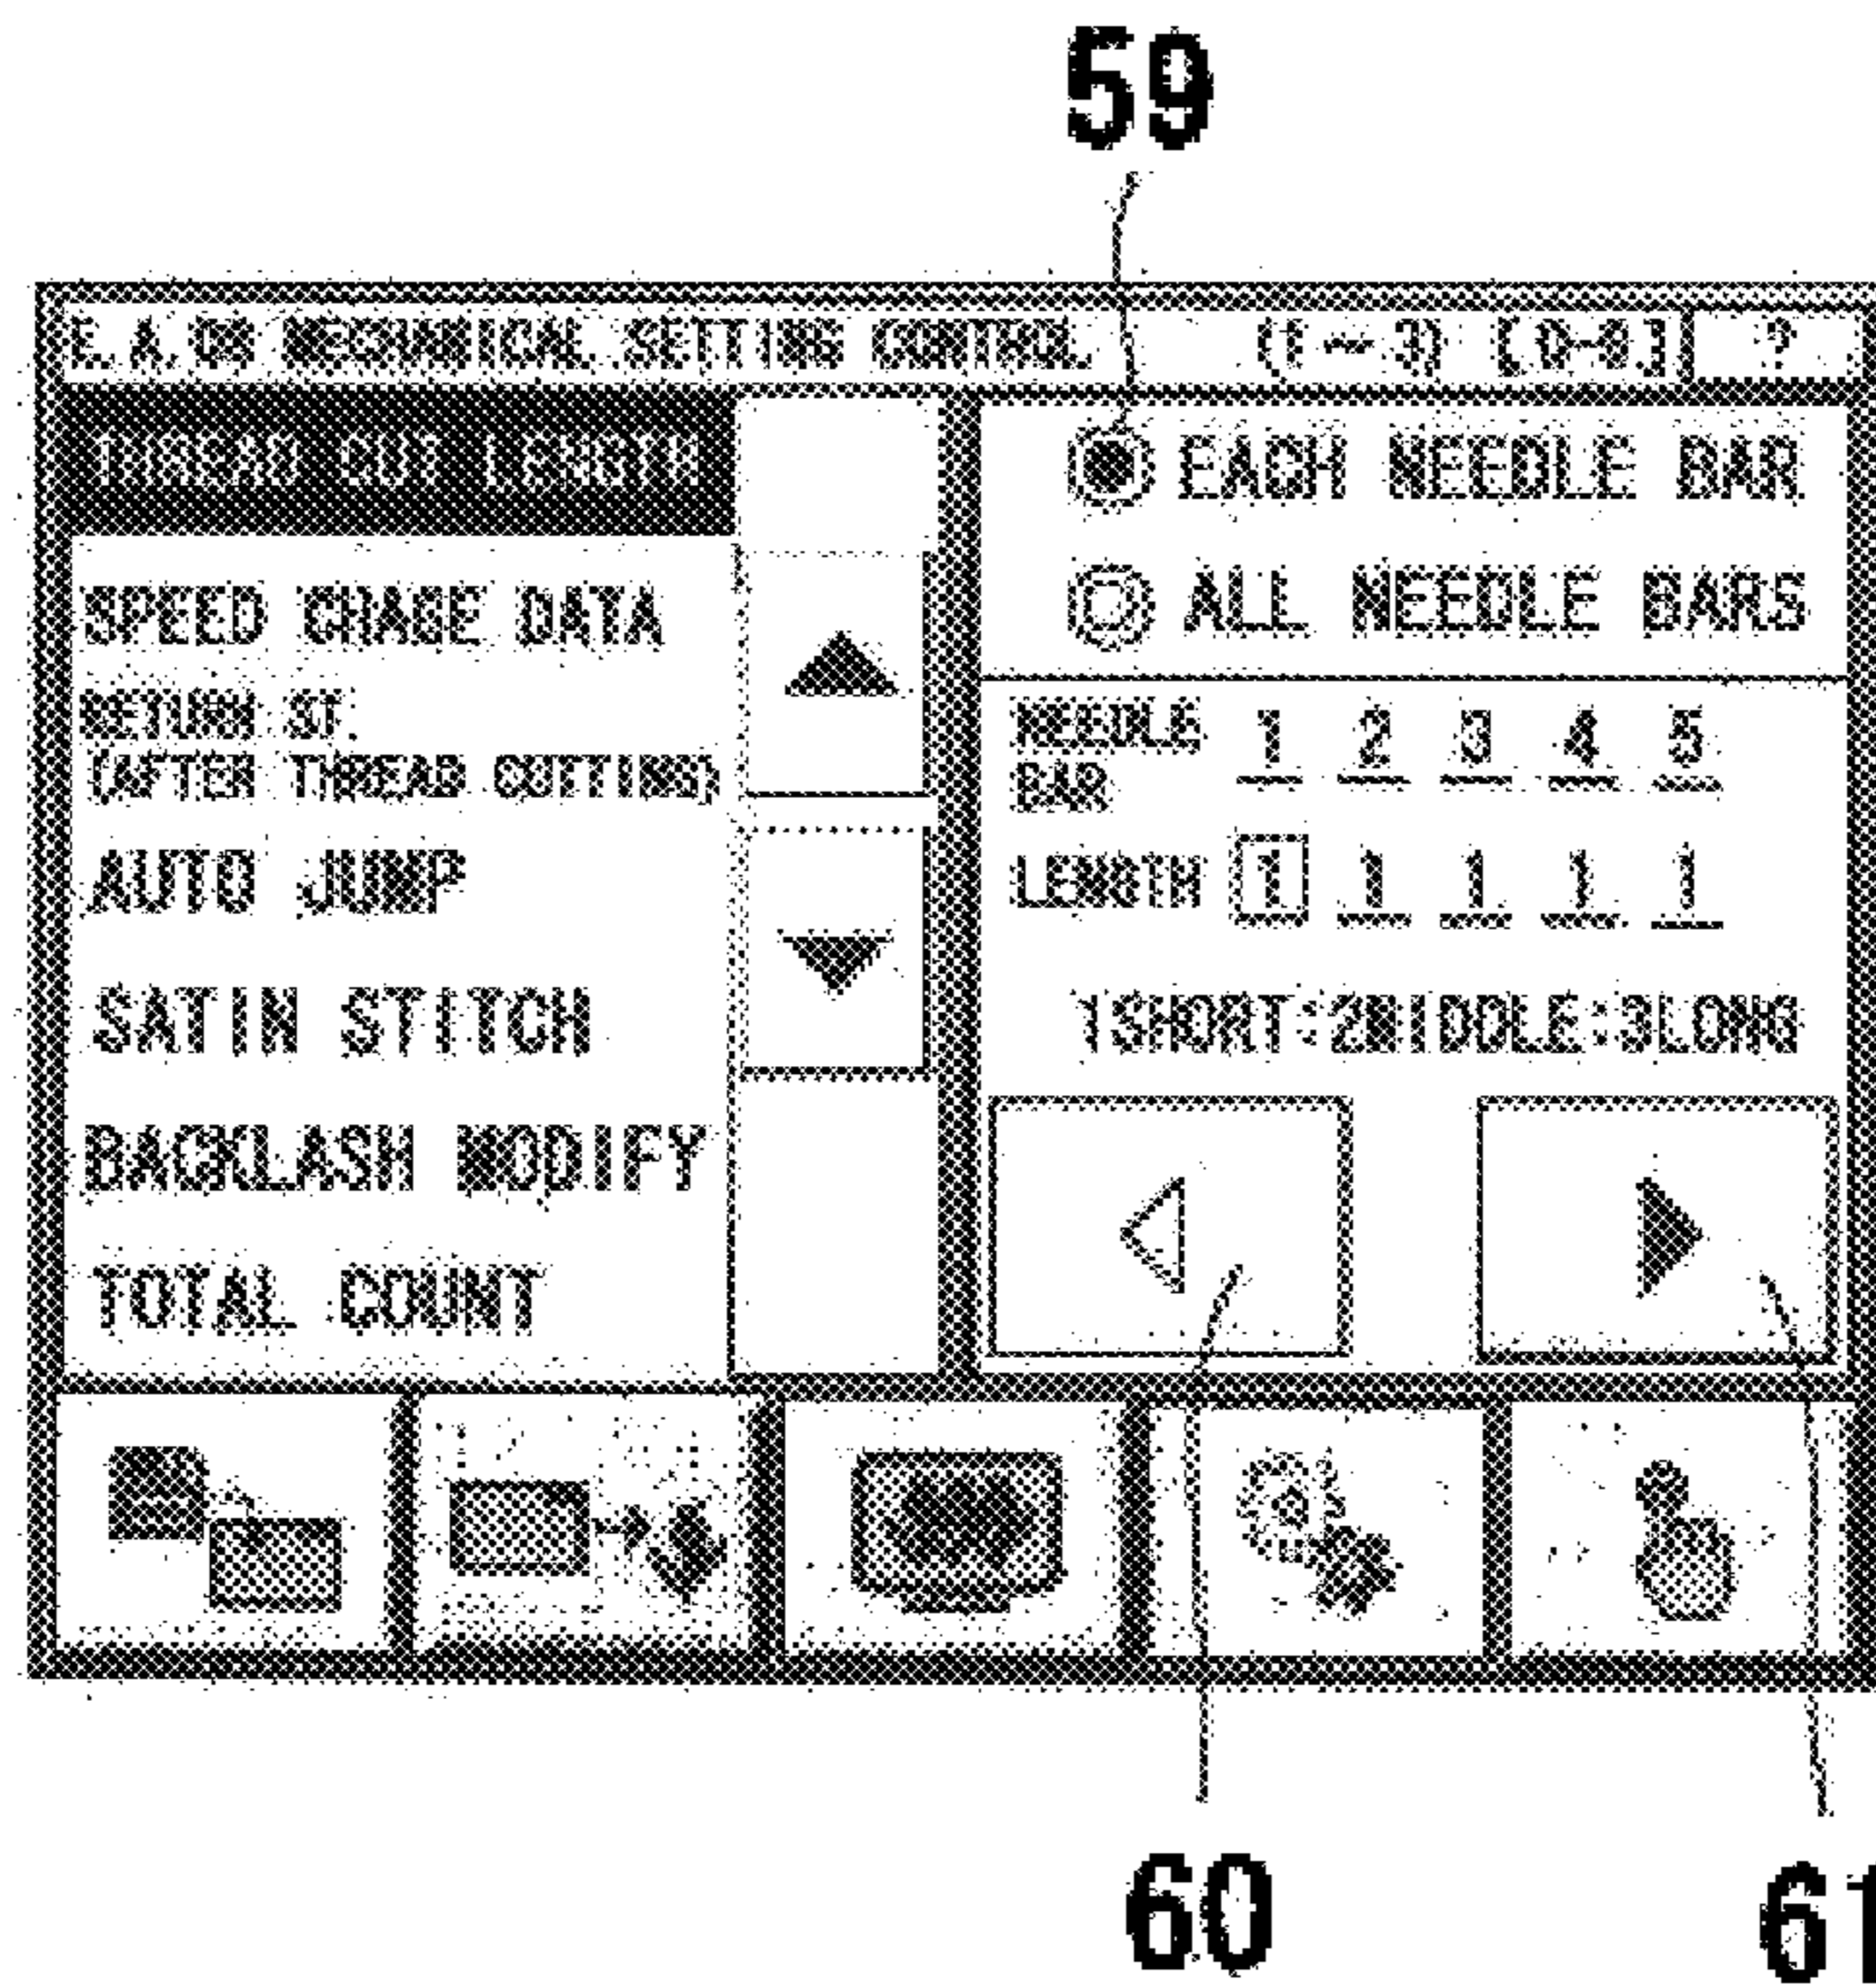 59
MECHANICAL SETTING CONTROL (1~3) [0-9] ?
THREAD CUT LENGTH
SPEED CHAGE DATA
RETURN ST.
(AFTER THREAD CUTTING)
AUTO JUMP
SATIN STITCH
BACKLASH MODIFY
TOTAL COUNT
EACH NEEDLE BAR
ALL NEEDLE BARS
NEEDLE BAR 1 2 3 4 5
LENGTH 1 1 1 1 1
1SHORT:2MIDDLE:3LONG
60 61